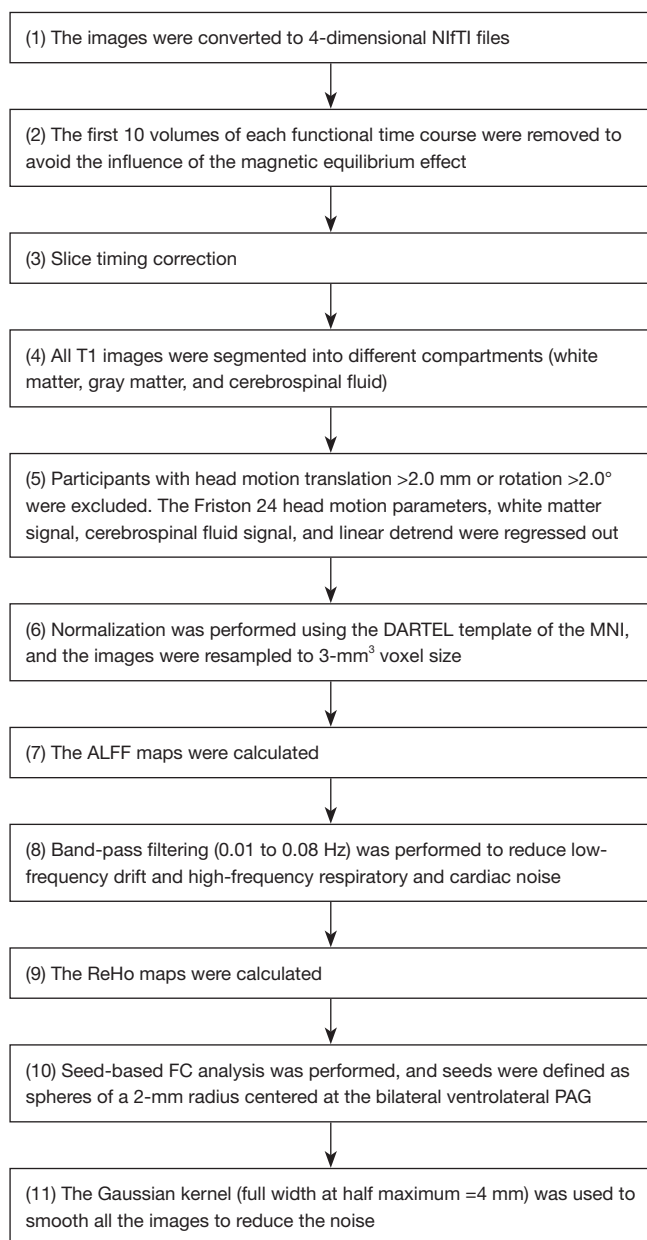 (1) The images were converted to 4-dimensional NIfTI files
(2) The first 10 volumes of each functional time course were removed to
avoid the influence of the magnetic equilibrium effect
(3) Slice timing correction
(4) All T1 images were segmented into different compartments (white
matter, gray matter, and cerebrospinal fluid)
(5) Participants with head motion translation >2.0 mm or rotation >2.0°
were excluded. The Friston 24 head motion parameters, white matter
signal, cerebrospinal fluid signal, and linear detrend were regressed out
(6) Normalization was performed using the DARTEL template of the MNI,
and the images were resampled to 3-mm³ voxel size
(7) The ALFF maps were calculated
(8) Band-pass filtering (0.01 to 0.08 Hz) was performed to reduce low-
frequency drift and high-frequency respiratory and cardiac noise
(9) The ReHo maps were calculated
(10) Seed-based FC analysis was performed, and seeds were defined as
spheres of a 2-mm radius centered at the bilateral ventrolateral PAG
(11) The Gaussian kernel (full width at half maximum =4 mm) was used to
smooth all the images to reduce the noise